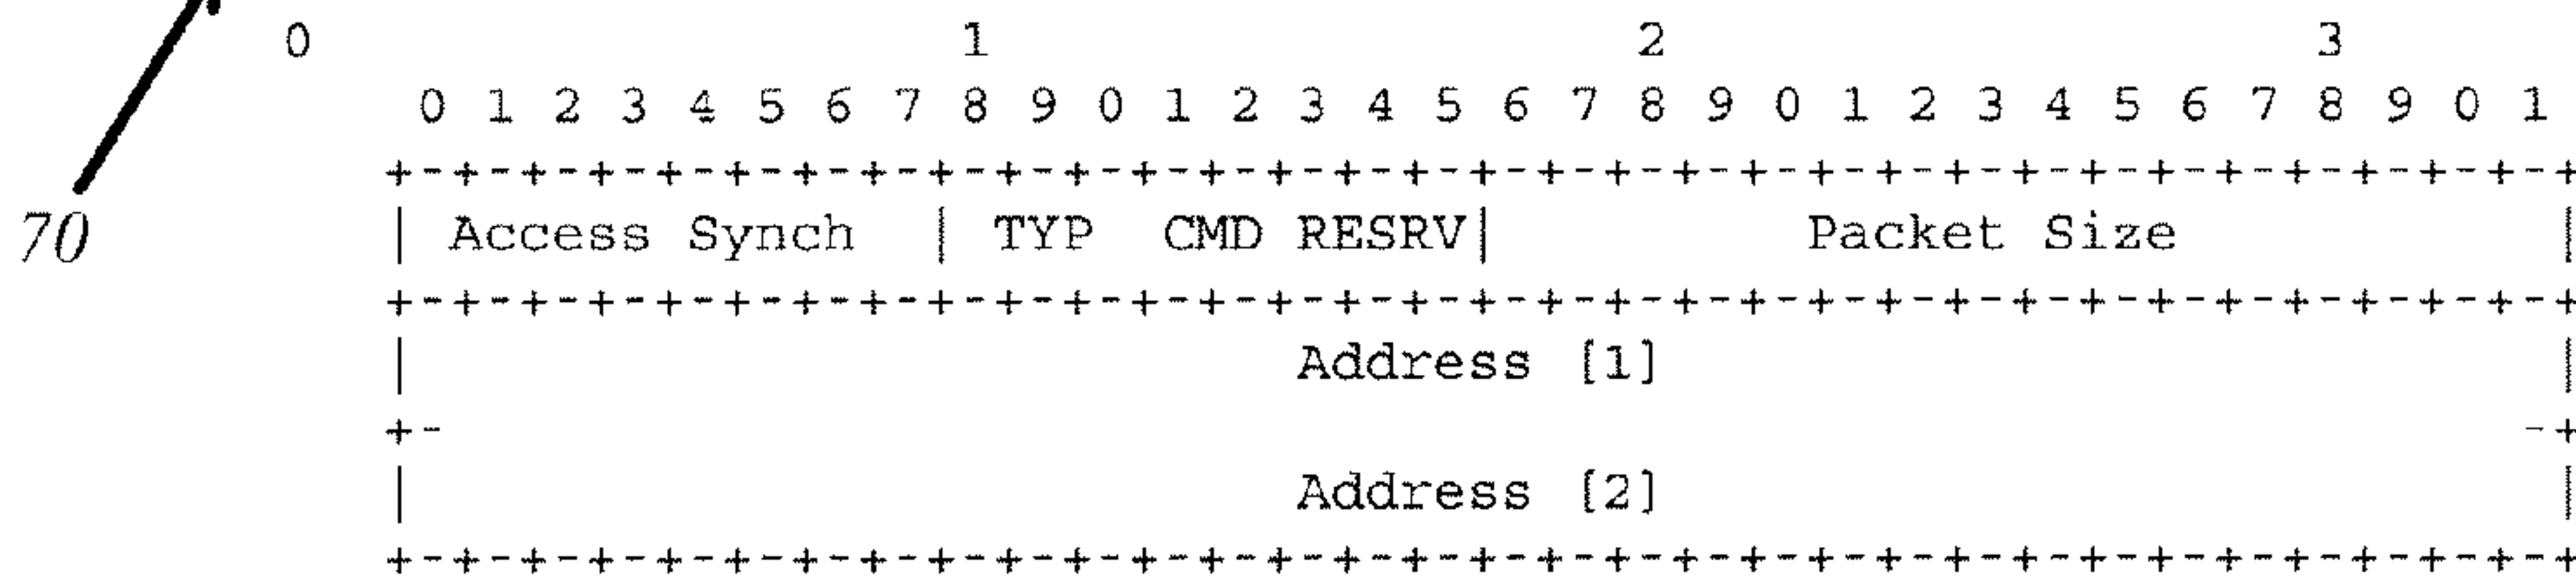 0 1 2 3
0 1 2 3 4 5 6 7 8 9 0 1 2 3 4 5 6 7 8 9 0 1 2 3 4 5 6 7 8 9 0 1
+-+-+-+-+-+-+-+-+-+-+-+-+-+-+-+-+-+-+-+-+-+-+-+-+-+-+-+-+-+-+-+-+
70 | Access Synch | TYP CMD RESRV| Packet Size |
+-+-+-+-+-+-+-+-+-+-+-+-+-+-+-+-+-+-+-+-+-+-+-+-+-+-+-+-+-+-+-+-+
| Address [1] |
+- -+
| Address [2] |
+-+-+-+-+-+-+-+-+-+-+-+-+-+-+-+-+-+-+-+-+-+-+-+-+-+-+-+-+-+-+-+-+